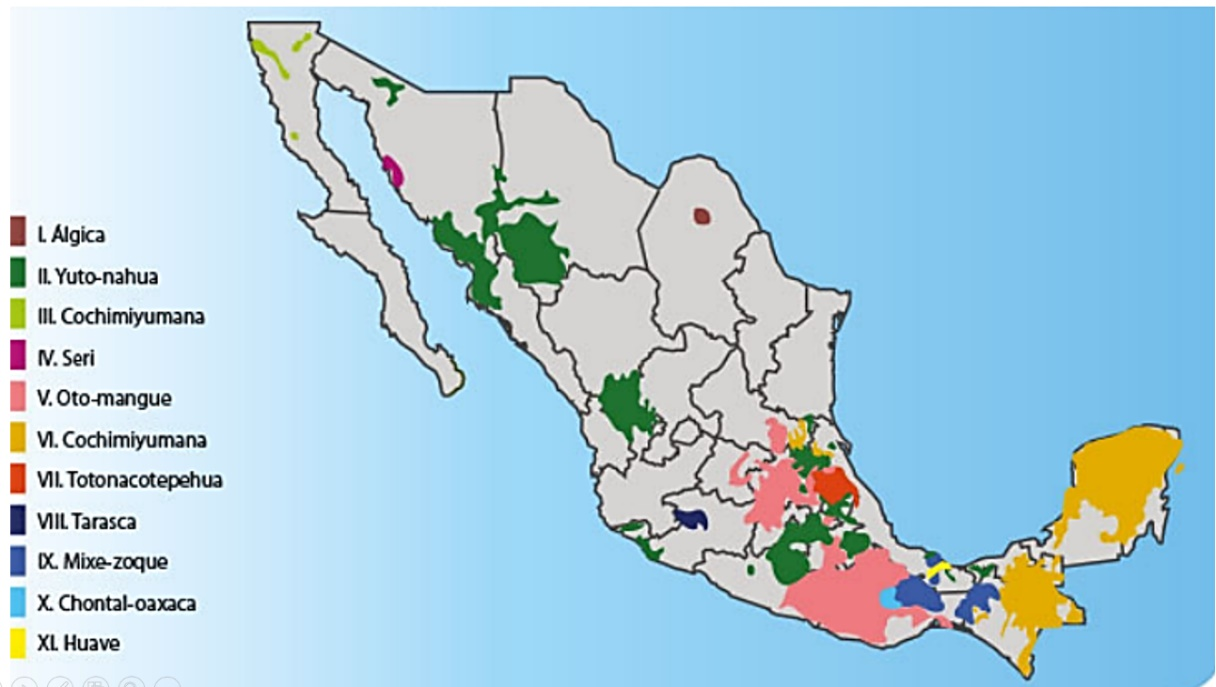 I. Álgica
II. Yuto-nahua
III. Cochimiyumana
IV. Seri
V. Oto-mangue
VI. Cochimiyumana
VII. Totonacotepehua
VIII. Tarasca
IX. Mixe-zoque
X. Chontal-oaxaca
XI. Huave